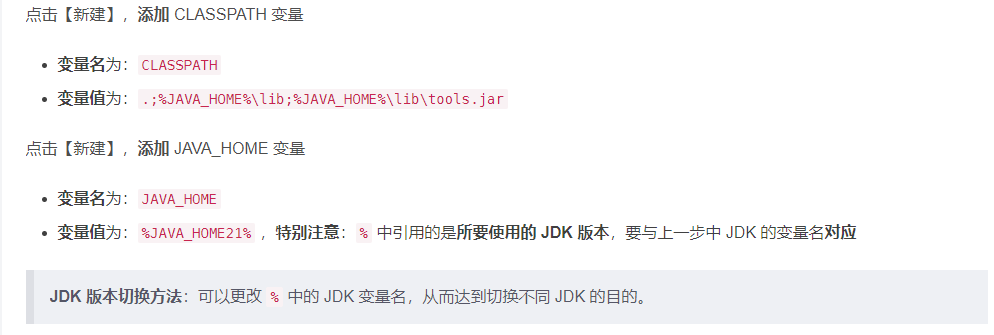 点击【新建】，添加 CLASSPATH 变量
变量名为：CLASSPATH
变量值为：.;%JAVA_HOME%\lib;%JAVA_HOME%\lib\tools.jar
点击【新建】，添加 JAVA_HOME 变量
变量名为：JAVA_HOME
变量值为：%JAVA_HOME21% ，特别注意：% 中引用的是所要使用的 JDK 版本，要与上一步中 JDK 的变量名对应
JDK 版本切换方法：可以更改 % 中的 JDK 变量名，从而达到切换不同 JDK 的目的。